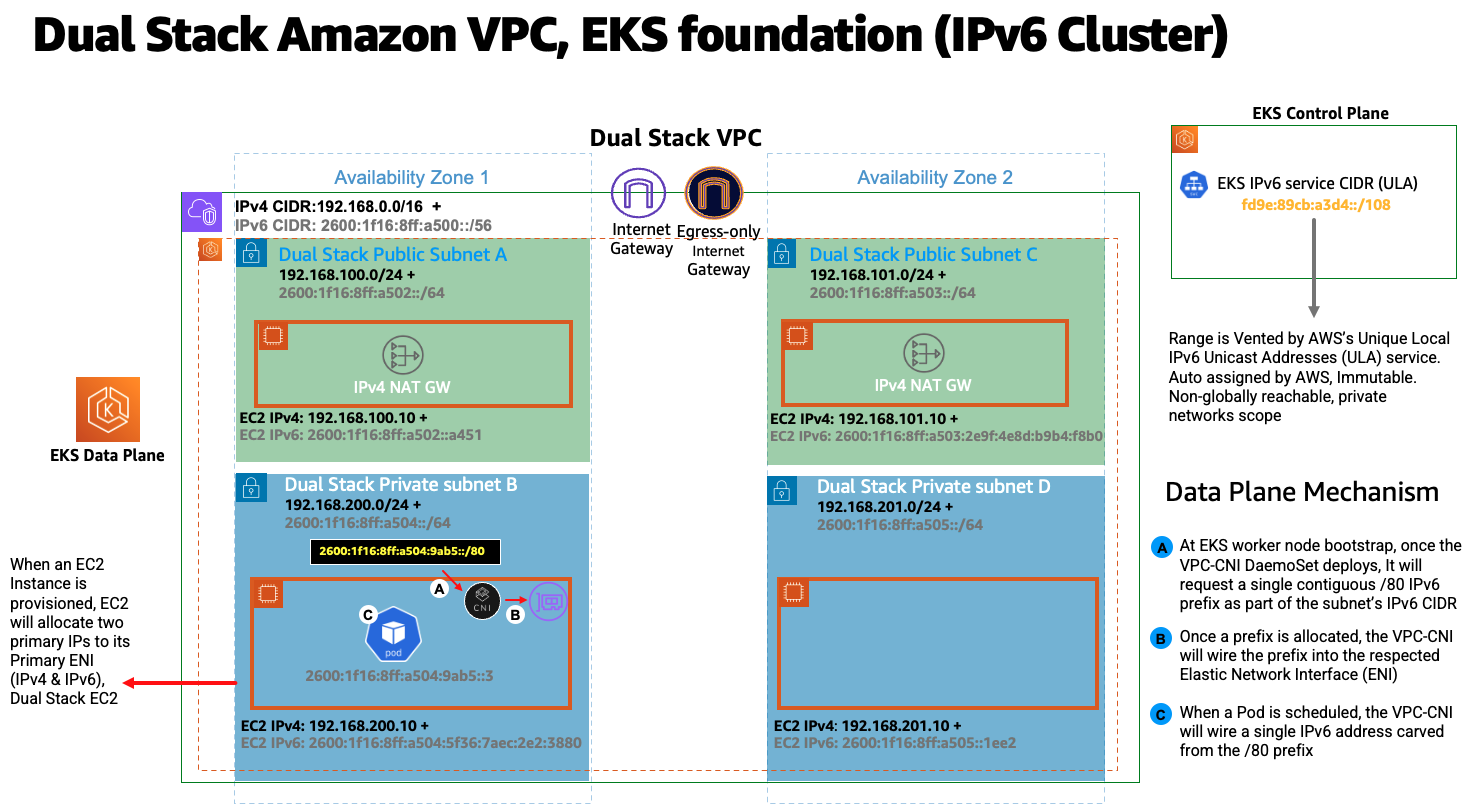 Dual Stack Amazon VPC, EKS foundation (IPv6 Cluster)
Dual Stack VPC
Availability Zone 1
Availability Zone 2
Internet
Gateway
Egress-only
Internet
Gateway
IPv4 CIDR:192.168.0.0/16 +
IPv6 CIDR: 2600:1f16:8ff:a500::/56
Dual Stack Public Subnet A
192.168.100.0/24 +
2600:1f16:8ff:a502::/64
IPv4 NAT GW
EC2 IPv4: 192.168.100.10 +
EC2 IPv6: 2600:1f16:8ff:a502::a451
Dual Stack Public Subnet C
192.168.101.0/24 +
2600:1f16:8ff:a503::/64
IPv4 NAT GW
EC2 IPv4: 192.168.101.10 +
EC2 IPv6: 2600:1f16:8ff:a503:2e9f:4e8d:b9b4:f8b0
EKS Data Plane
When an EC2
Instance is
provisioned, EC2
will allocate two
primary IPs to its
Primary ENI
(IPv4 & IPv6),
Dual Stack EC2
Dual Stack Private subnet B
192.168.200.0/24 +
2600:1f16:8ff:a504::/64
2600:1f16:8ff:a504:9ab5::/80
A
CNI
B
C
pod
2600:1f16:8ff:a504:9ab5::3
EC2 IPv4: 192.168.200.10 +
EC2 IPv6: 2600:1f16:8ff:a504:5f36:7aec:2e2:3880
Dual Stack Private subnet D
192.168.201.0/24 +
2600:1f16:8ff:a505::/64
EC2 IPv4: 192.168.201.10 +
EC2 IPv6: 2600:1f16:8ff:a505::1ee2
EKS Control Plane
EKS IPv6 service CIDR (ULA)
fd9e:89cb:a3d4::/108
Range is Vented by AWS's Unique Local
IPv6 Unicast Addresses (ULA) service.
Auto assigned by AWS, Immutable.
Non-globally reachable, private
networks scope
Data Plane Mechanism
A At EKS worker node bootstrap, once the
VPC-CNI DaemoSet deploys, It will
request a single contiguous /80 IPv6
prefix as part of the subnet's IPv6 CIDR
B Once a prefix is allocated, the VPC-CNI
will wire the prefix into the respected
Elastic Network Interface (ENI)
C When a Pod is scheduled, the VPC-CNI
will wire a single IPv6 address carved
from the /80 prefix